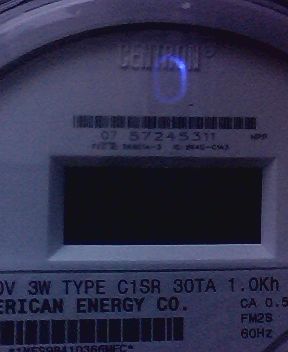 CENTRON®
07 57245311
0V 3W TYPE C1SR 30TA 1.0Kh
ERICAN ENERGY CO.
CA 0.5
FM2S
60Hz